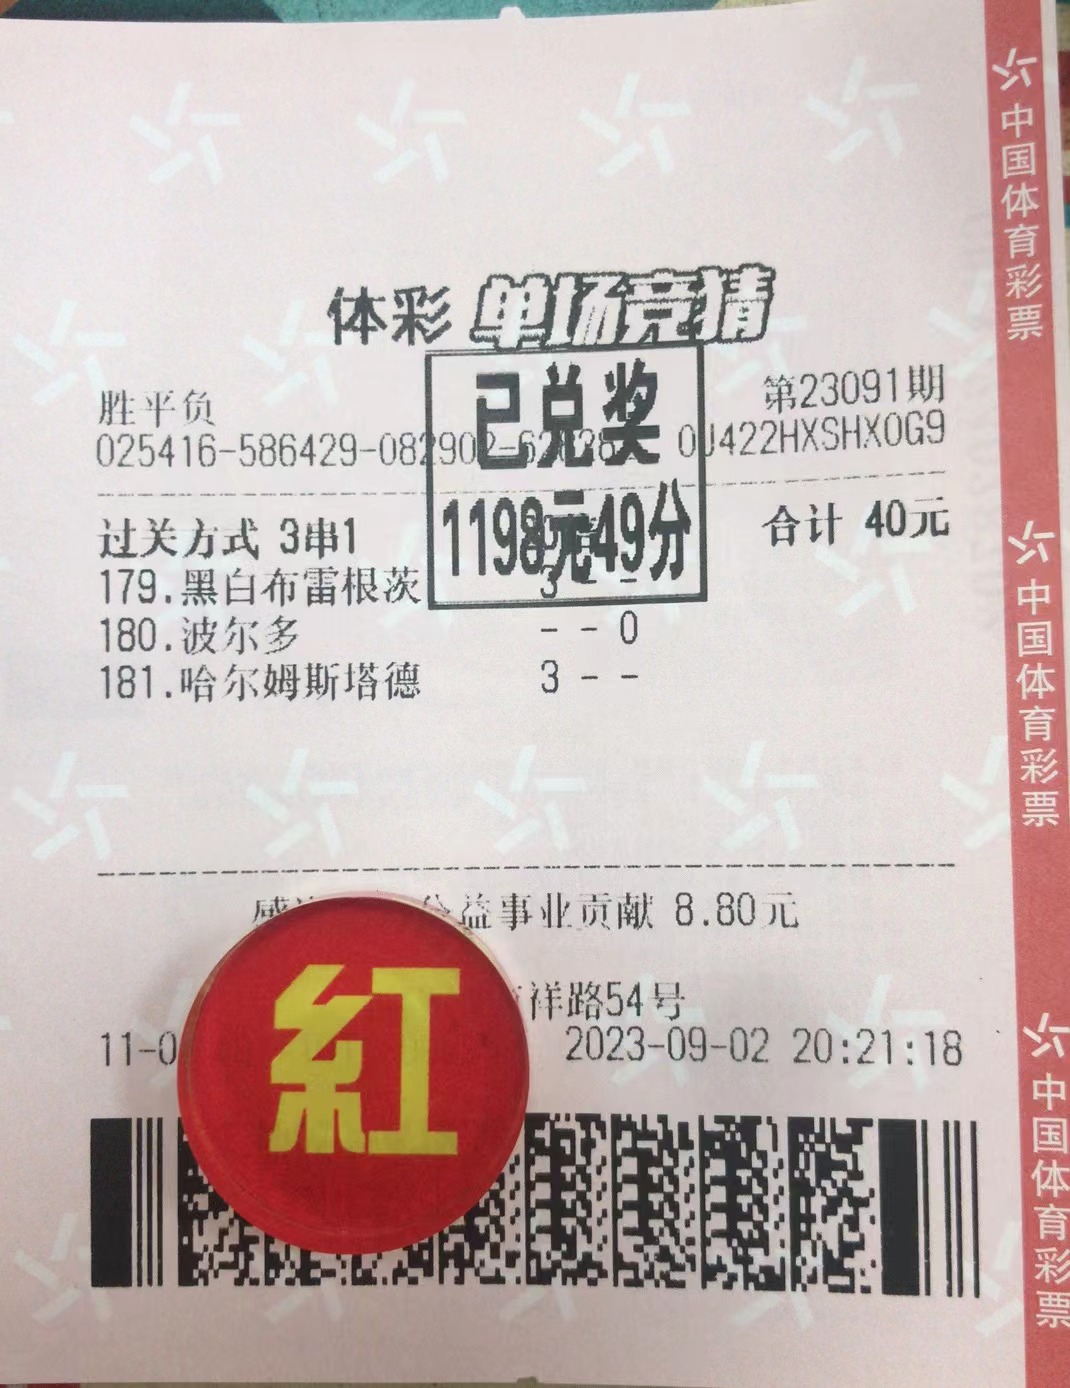 体彩 单场竞猜
已兑奖
胜平负 第23091期
025416-586429-082902- 0J422HXSHX0G9
1198元49分
过关方式 3串1 合计 40元
179.黑白布雷根茨 3 - -
180.波尔多 - - 0
181.哈尔姆斯塔德 3 - -
公益事业贡献 8.80元
祥路54号
11-0 2023-09-02 20:21:18
紅
中国体育彩票
中国体育彩票
中国体育彩票